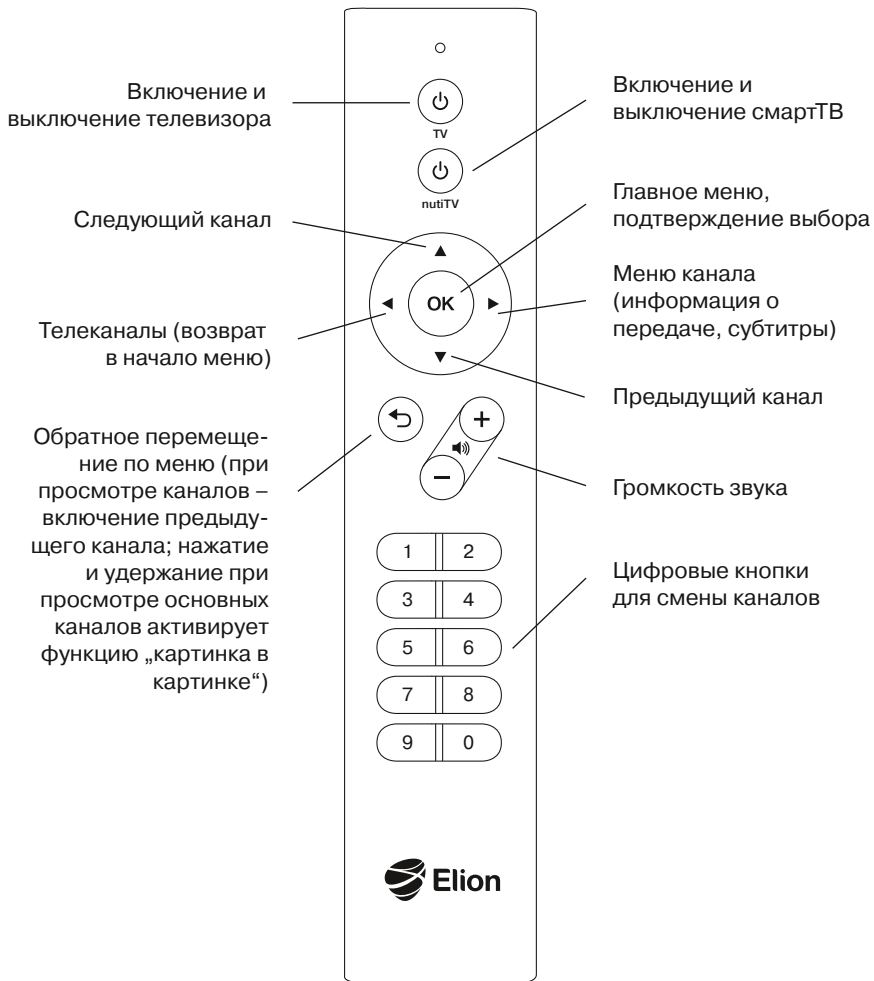 Включение и
выключение телевизора
Следующий канал
Телеканалы (возврат
в начало меню)
Обратное перемеще-
ние по меню (при
просмотре каналов –
включение предыду-
щего канала; нажатие
и удержание при
просмотре основных
каналов активирует
функцию „картинка в
картинке“)
TV
nutiTV
OK
+
−
1 2
3 4
5 6
7 8
9 0
Elion
Включение и
выключение смартТВ
Главное меню,
подтверждение выбора
Меню канала
(информация о
передаче, субтитры)
Предыдущий канал
Громкость звука
Цифровые кнопки
для смены каналов